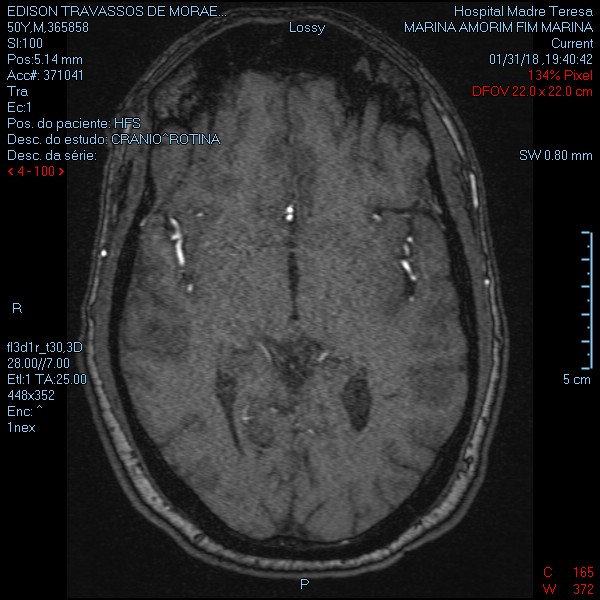 EDISON TRAVASSOS DE MORAE...
50Y,M,365858
Sl:100
Pos:5.14 mm
Acc#: 371041
Tra
Ec:1
Pos. do paciente: HFS
Desc. do estudo: CRANIO^ROTINA
Desc. da série:
< 4 - 100 >
Lossy
Hospital Madre Teresa
MARINA AMORIM FIM MARINA
Current
01/31/18 ,19:40:42
134% Pixel
DFOV 22.0 x 22.0 cm
SW 0.80 mm
R
fl3d1r_t30,3D
28.00//7.00
Etl:1 TA:25.00
448x352
Enc: ^
1nex
5 cm
P
C 165
W 372